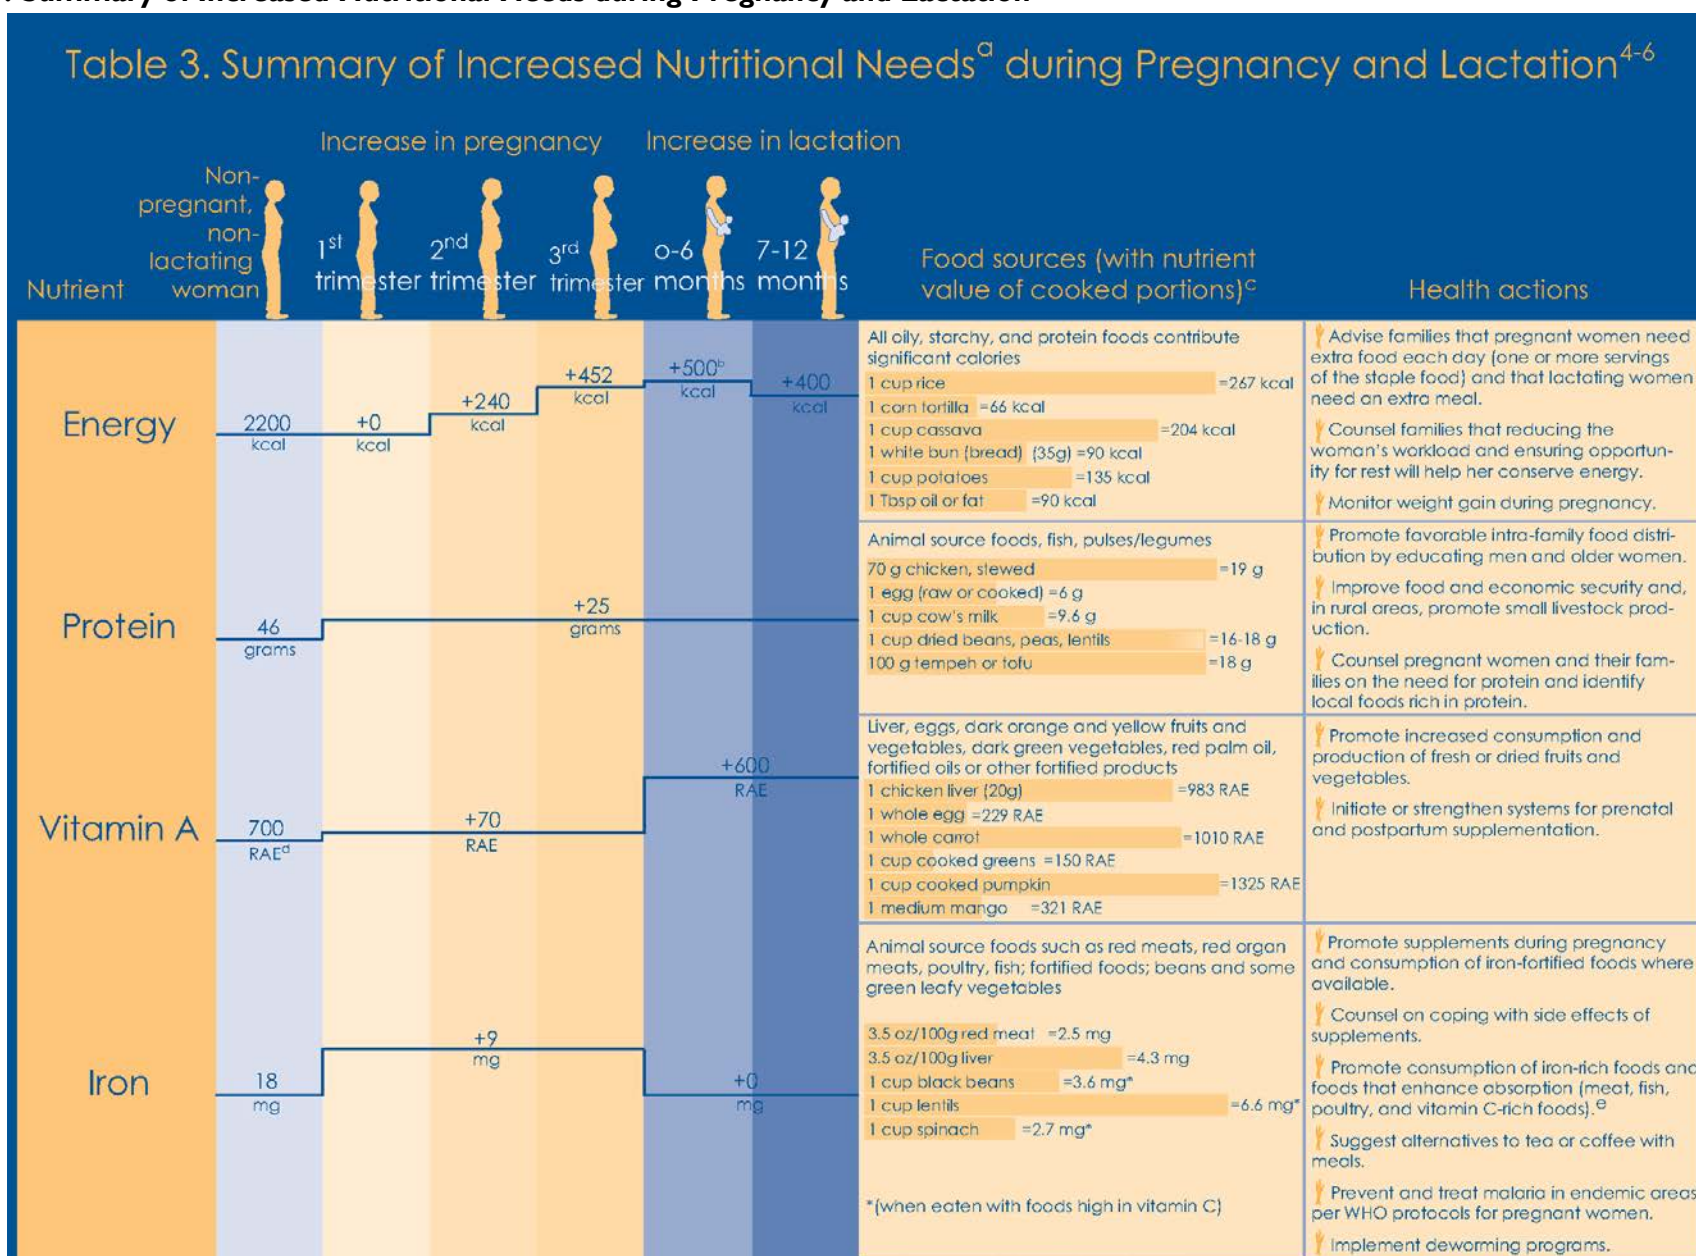 Table 3. Summary of Increased Nutritional Needsᵃ during Pregnancy and Lactation⁴⁻⁶
Increase in pregnancy
Increase in lactation
Nutrient
Non-
pregnant,
non-
lactating
woman
1st
trimester
2nd
trimester
3rd
trimester
0-6
months
7-12
months
Food sources (with nutrient
value of cooked portions)ᶜ
Health actions
Energy
2200
kcal
+0
kcal
+240
kcal
+452
kcal
+500ᵇ
kcal
+400
kcal
All oily, starchy, and protein foods contribute
significant calories
1 cup rice =267 kcal
1 corn tortilla =66 kcal
1 cup cassava =204 kcal
1 white bun (bread) (35g) =90 kcal
1 cup potatoes =135 kcal
1 Tbsp oil or fat =90 kcal
Advise families that pregnant women need
extra food each day (one or more servings
of the staple food) and that lactating women
need an extra meal.
Counsel families that reducing the
woman's workload and ensuring opportun-
ity for rest will help her conserve energy.
Monitor weight gain during pregnancy.
Protein
46
grams
+25
grams
Animal source foods, fish, pulses/legumes
70 g chicken, stewed =19 g
1 egg (raw or cooked) =6 g
1 cup cow's milk =9.6 g
1 cup dried beans, peas, lentils =16-18 g
100 g tempeh or tofu =18 g
Promote favorable intra-family food distri-
bution by educating men and older women.
Improve food and economic security and,
in rural areas, promote small livestock prod-
uction.
Counsel pregnant women and their fam-
ilies on the need for protein and identify
local foods rich in protein.
Vitamin A
700
RAEᵈ
+70
RAE
+600
RAE
Liver, eggs, dark orange and yellow fruits and
vegetables, dark green vegetables, red palm oil,
fortified oils or other fortified products
1 chicken liver (20g) =983 RAE
1 whole egg =229 RAE
1 whole carrot =1010 RAE
1 cup cooked greens =150 RAE
1 cup cooked pumpkin =1325 RAE
1 medium mango =321 RAE
Promote increased consumption and
production of fresh or dried fruits and
vegetables.
Initiate or strengthen systems for prenatal
and postpartum supplementation.
Iron
18
mg
+9
mg
+0
mg
Animal source foods such as red meats, red organ
meats, poultry, fish; fortified foods; beans and some
green leafy vegetables
3.5 oz/100g red meat =2.5 mg
3.5 oz/100g liver =4.3 mg
1 cup black beans =3.6 mg*
1 cup lentils =6.6 mg*
1 cup spinach =2.7 mg*
*(when eaten with foods high in vitamin C)
Promote supplements during pregnancy
and consumption of iron-fortified foods where
available.
Counsel on coping with side effects of
supplements.
Promote consumption of iron-rich foods and
foods that enhance absorption (meat, fish,
poultry, and vitamin C-rich foods).ᵉ
Suggest alternatives to tea or coffee with
meals.
Prevent and treat malaria in endemic areas
per WHO protocols for pregnant women.
Implement deworming programs.